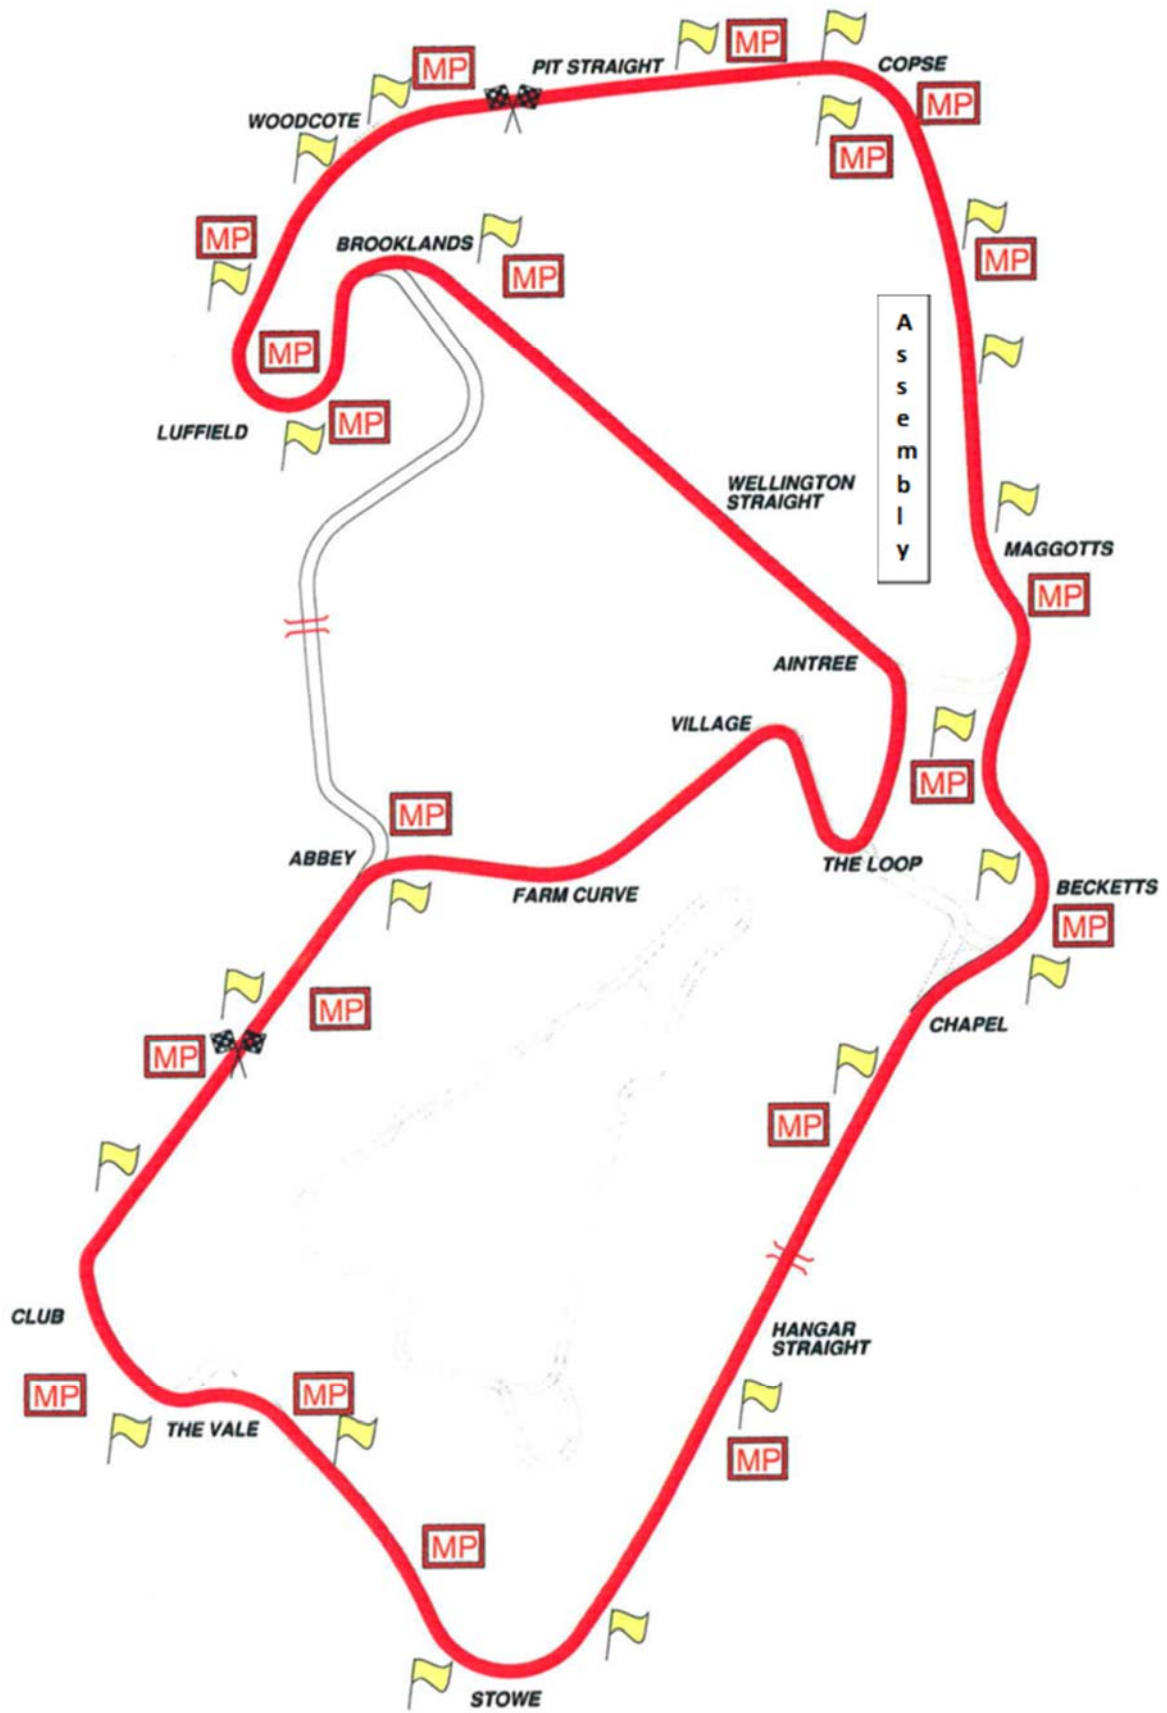 PIT STRAIGHT
MP
MP
COPSE
WOODCOTE
MP
MP
MP
BROOKLANDS
MP
MP
MP
LUFFIELD
MP
Assembly
WELLINGTON
STRAIGHT
MAGGOTTS
MP
AINTREE
VILLAGE
MP
MP
ABBEY
THE LOOP
FARM CURVE
BECKETTS
MP
MP
CHAPEL
MP
MP
CLUB
HANGAR
STRAIGHT
MP
MP
THE VALE
MP
MP
STOWE